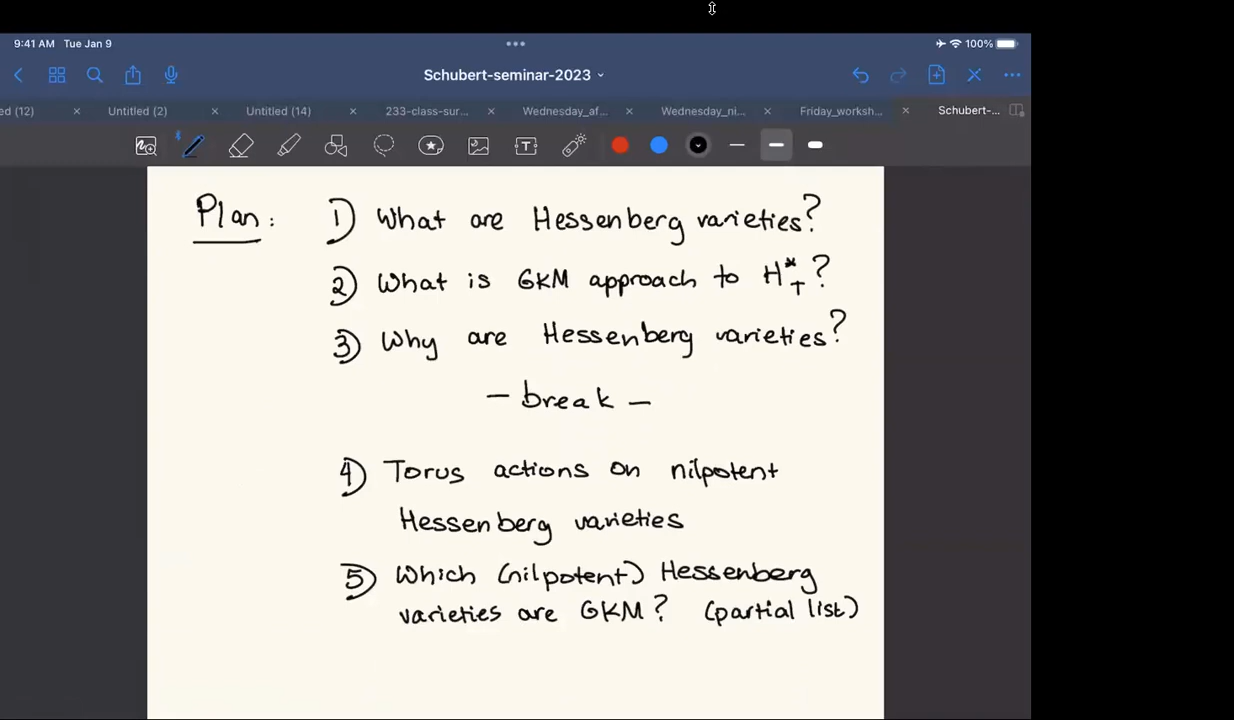 9:41 AM Tue Jan 9
100%
Schubert-seminar-2023
ed (12)
Untitled (2)
Untitled (14)
233-class-sur...
Wednesday_af...
Wednesday_ni...
Friday_worksh...
Schubert-...
Plan: 1) What are Hessenberg varieties?
2) What is GKM approach to H*T?
3) Why are Hessenberg varieties?
- break -
4) Torus actions on nilpotent
Hessenberg varieties
5) Which (nilpotent) Hessenberg
varieties are GKM? (partial list)